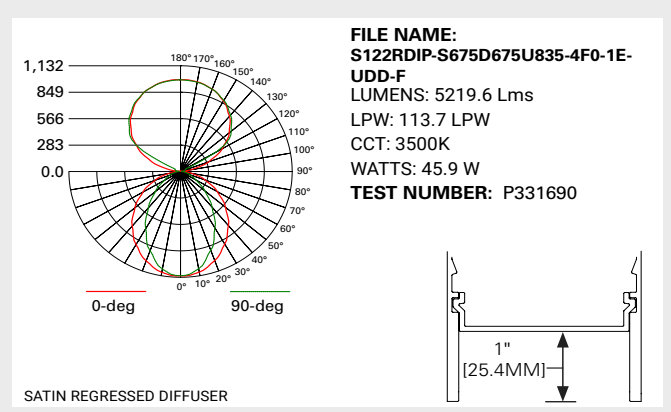 FILE NAME:
S122RDIP-S675D675U835-4F0-1E-
UDD-F
LUMENS: 5219.6 Lms
LPW: 113.7 LPW
CCT: 3500K
WATTS: 45.9 W
TEST NUMBER: P331690
1,132
849
566
283
0.0
180°
170°
160°
150°
140°
130°
120°
110°
100°
90°
80°
70°
60°
50°
40°
30°
20°
10°
0°
0-deg
90-deg
1"
[25.4MM]
SATIN REGRESSED DIFFUSER